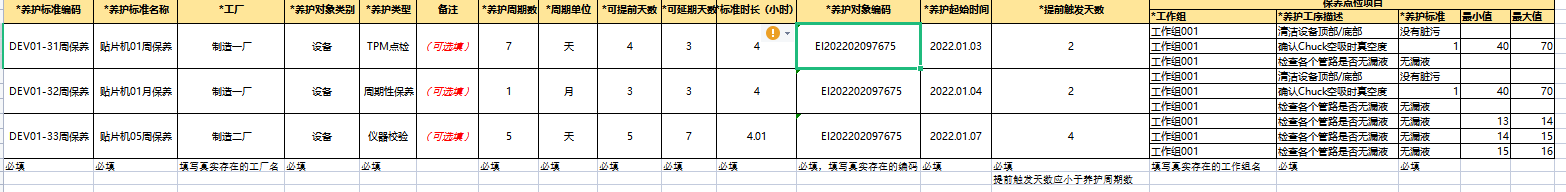 保养点检项目
*养护标准编码 *养护标准名称 *工厂 *养护对象类别 *养护类型 备注 *养护周期数 *周期单位 *可提前天数 *可延期天数 *标准时长（小时） *养护对象编码 *养护起始时间 *提前触发天数
*工作组 *养护工序描述 *养护标准 最小值 最大值
DEV01-31周保养 贴片机01周保养 制造一厂 设备 TPM点检 （可选填） 7 天 4 3 4 EI202202097675 2022.01.03 2
工作组001 清洁设备顶部/底部 没有脏污
工作组001 确认Chuck空吸时真空度 1 40 70
工作组001 检查各个管路是否无漏液 无漏液
DEV01-32周保养 贴片机01月保养 制造一厂 设备 周期性保养 （可选填） 1 月 3 3 4 EI202202097675 2022.01.04 2
工作组001 清洁设备顶部/底部 没有脏污
工作组001 确认Chuck空吸时真空度 1 40 70
工作组001 检查各个管路是否无漏液 无漏液
DEV01-33周保养 贴片机05周保养 制造二厂 设备 仪器校验 （可选填） 5 天 5 7 4.01 EI202202097675 2022.01.07 4
工作组001 检查各个管路是否无漏液 无漏液 13 14
工作组001 检查各个管路是否无漏液 无漏液 14 15
工作组001 检查各个管路是否无漏液 无漏液 15 16
必填 必填 填写真实存在的工厂名 必填 必填 必填 必填 必填 必填 必填 必填，填写真实存在的编码 必填 必填 填写真实存在的工作组名 必填 必填
提前触发天数应小于养护周期数